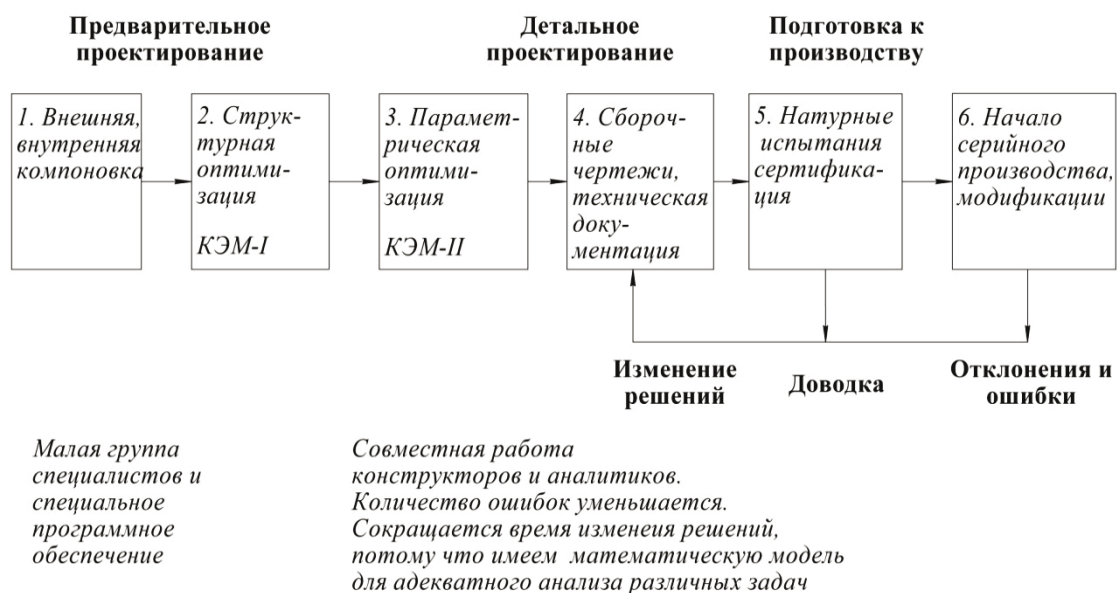 Предварительное
проектирование
Детальное
проектирование
Подготовка к
производству
1. Внешняя,
внутренняя
компоновка
2. Струк-
турная
оптими-
зация
КЭМ-I
3. Парамет-
рическая
оптими-
зация
КЭМ-II
4. Сбороч-
ные
чертежи,
техническая
доку-
ментация
5. Натурные
испытания
сертифика-
ция
6. Начало
серийного
производства,
модификации
Изменение
решений
Доводка
Отклонения и
ошибки
Малая группа
специалистов и
специальное
программное
обеспечение
Совместная работа
конструкторов и аналитиков.
Количество ошибок уменьшается.
Сокращается время изменеия решений,
потому что имеем математическую модель
для адекватного анализа различных задач